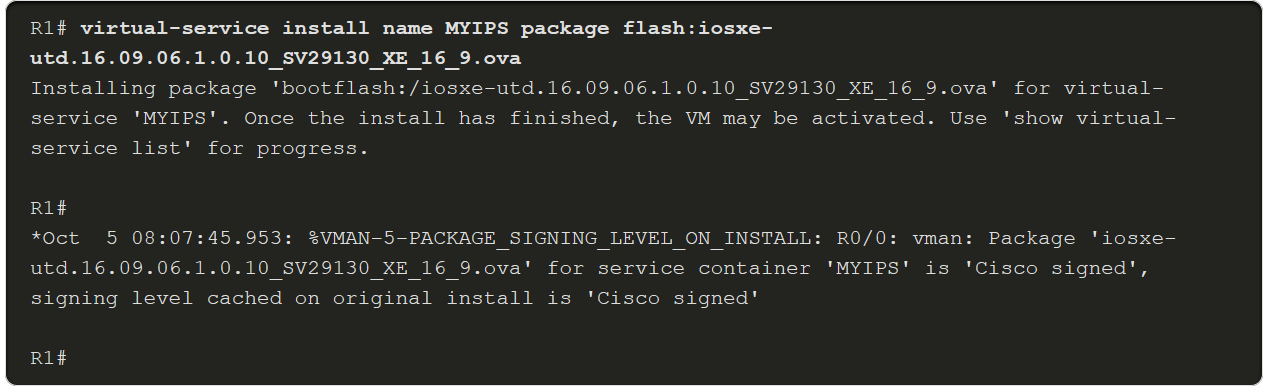 R1# virtual-service install name MYIPS package flash:iosxe-
utd.16.09.06.1.0.10_SV29130_XE_16_9.ova
Installing package 'bootflash:/iosxe-utd.16.09.06.1.0.10_SV29130_XE_16_9.ova' for virtual-
service 'MYIPS'. Once the install has finished, the VM may be activated. Use 'show virtual-
service list' for progress.
R1#
*Oct  5 08:07:45.953: %VMAN-5-PACKAGE_SIGNING_LEVEL_ON_INSTALL: R0/0: vman: Package 'iosxe-
utd.16.09.06.1.0.10_SV29130_XE_16_9.ova' for service container 'MYIPS' is 'Cisco signed',
signing level cached on original install is 'Cisco signed'
R1#